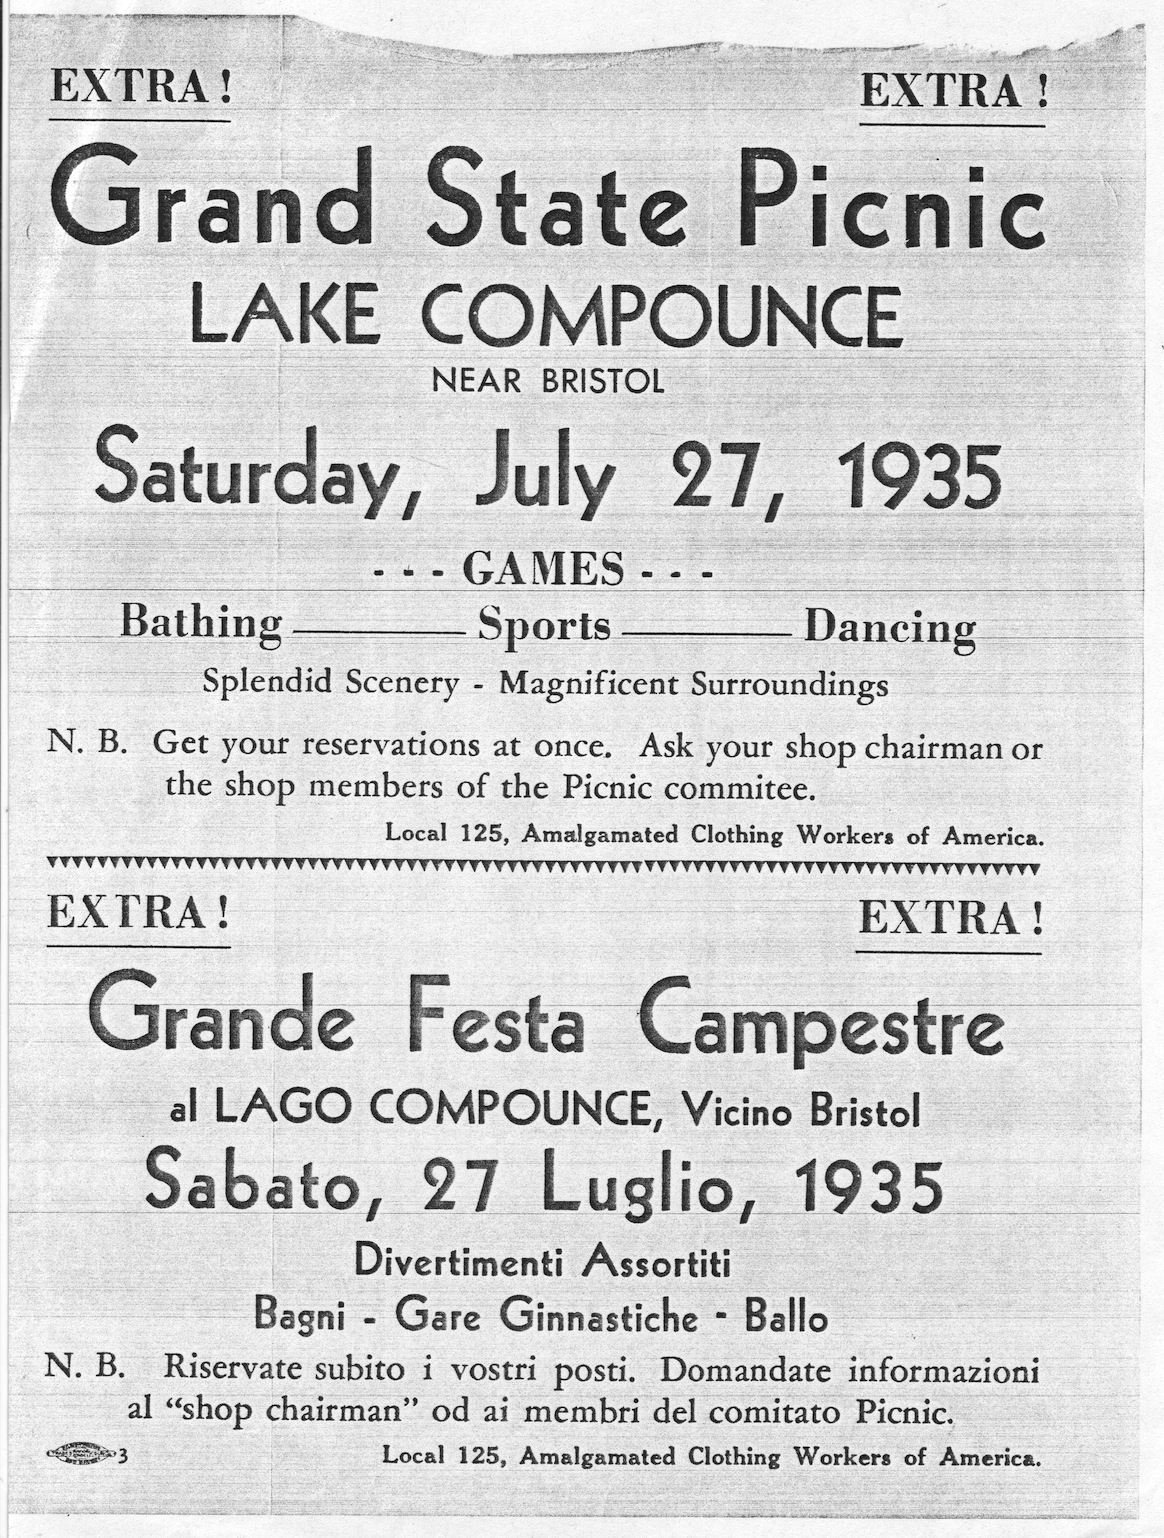 EXTRA! EXTRA!
Grand State Picnic
LAKE COMPOUNCE
NEAR BRISTOL
Saturday, July 27, 1935
- - - GAMES - - -
Bathing ——— Sports ——— Dancing
Splendid Scenery - Magnificent Surroundings
N. B. Get your reservations at once. Ask your shop chairman or
the shop members of the Picnic commitee.
Local 125, Amalgamated Clothing Workers of America.
EXTRA! EXTRA!
Grande Festa Campestre
al LAGO COMPOUNCE, Vicino Bristol
Sabato, 27 Luglio, 1935
Divertimenti Assortiti
Bagni - Gare Ginnastiche - Ballo
N. B. Riservate subito i vostri posti. Domandate informazioni
al “shop chairman” od ai membri del comitato Picnic.
3 Local 125, Amalgamated Clothing Workers of America.